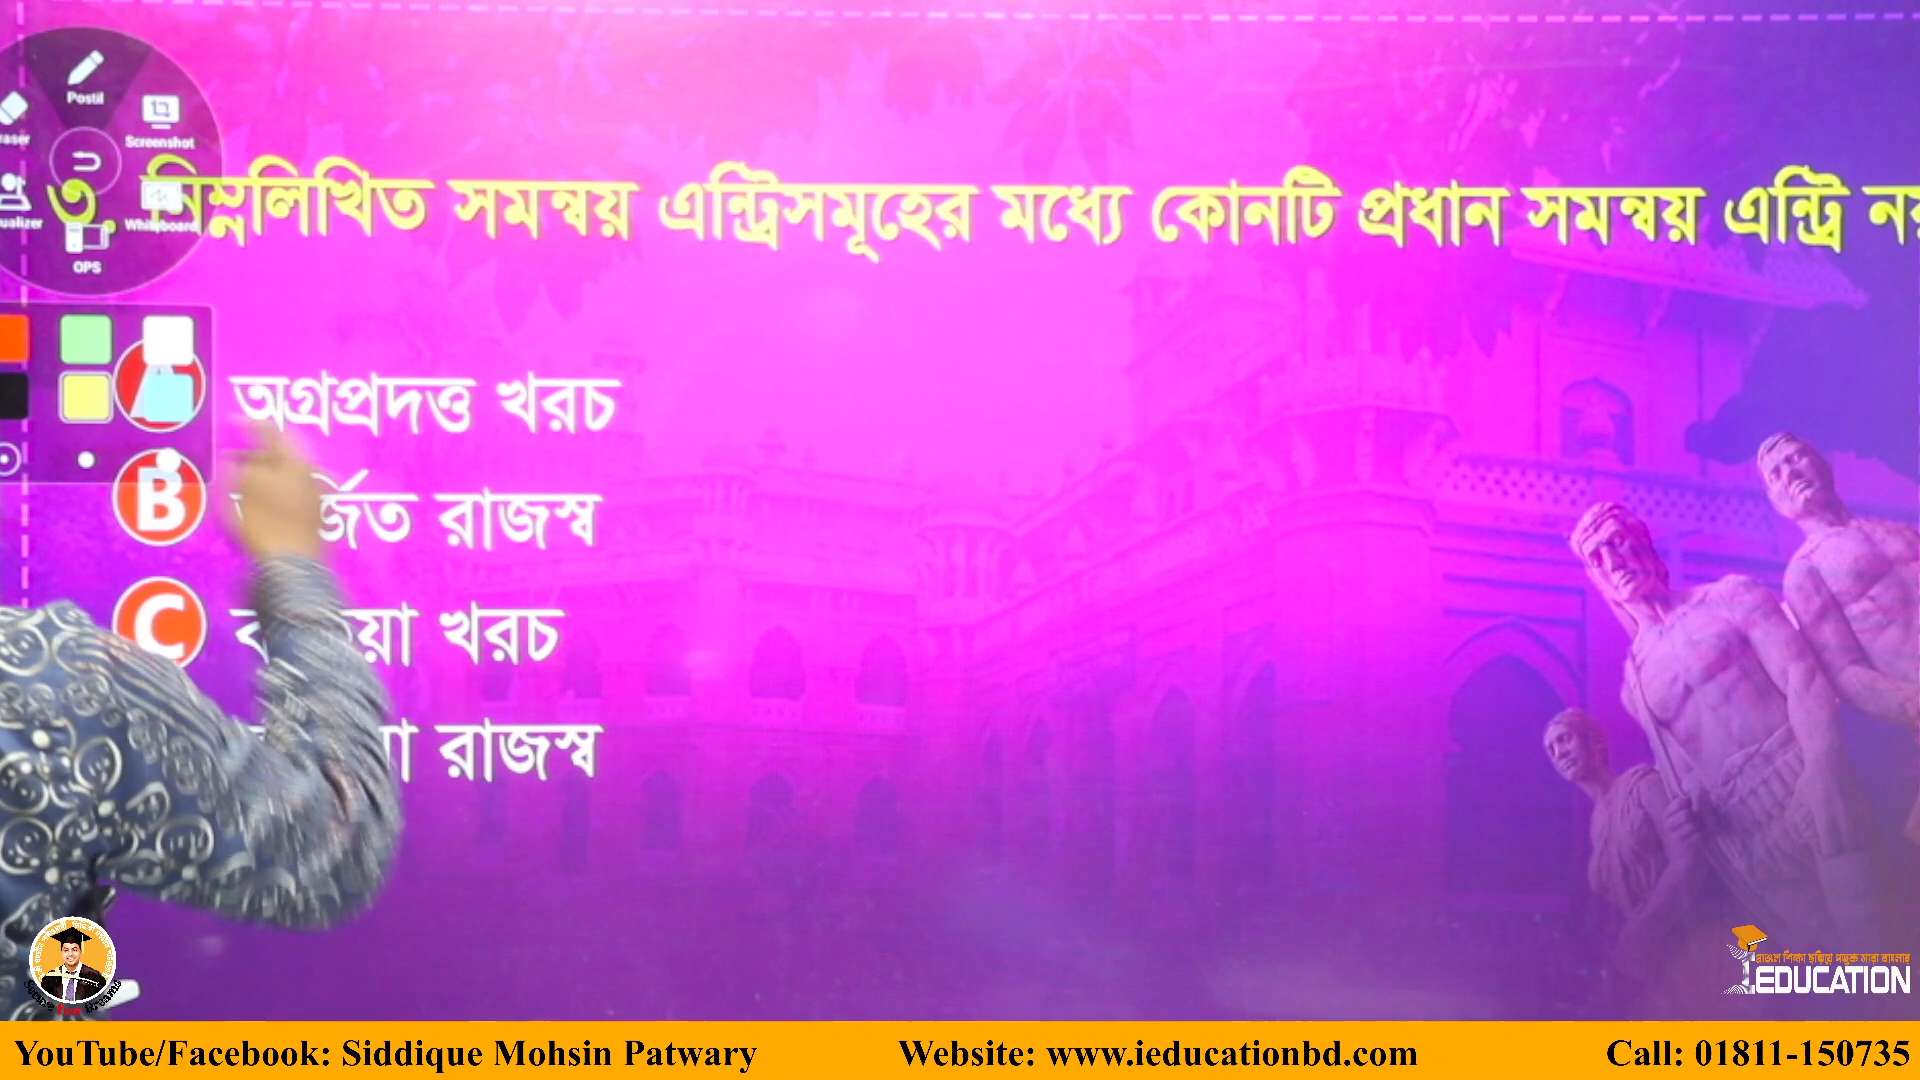 Postil
Screenshot
OPS
৩. নিম্নলিখিত সমন্বয় এন্ট্রিসমূহের মধ্যে কোনটি প্রধান সমন্বয় এন্ট্রি
A অগ্রপ্রদত্ত খরচ
B রাজস্ব
C খরচ
রাজস্ব
EDUCATION
YouTube/Facebook: Siddique Mohsin Patwary
Website: www.ieducationbd.com
Call: 01811-150735